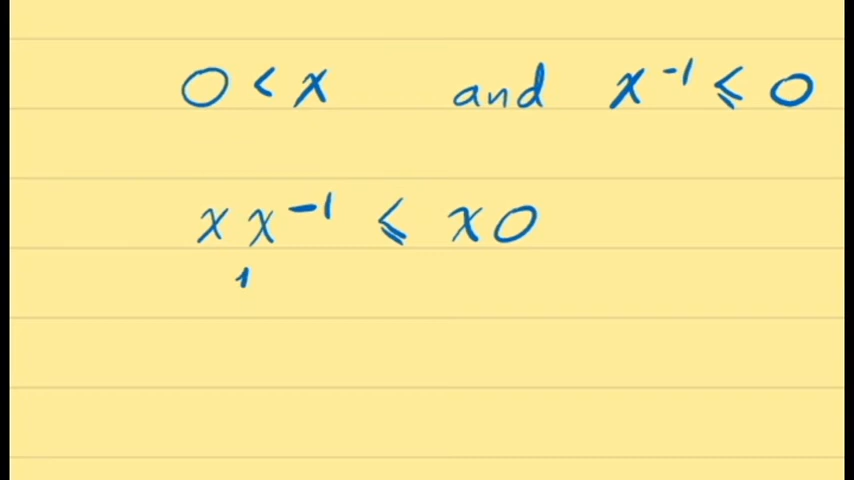 0 < x and x⁻¹ ⩽ 0
x x⁻¹ ⩽ x 0
1